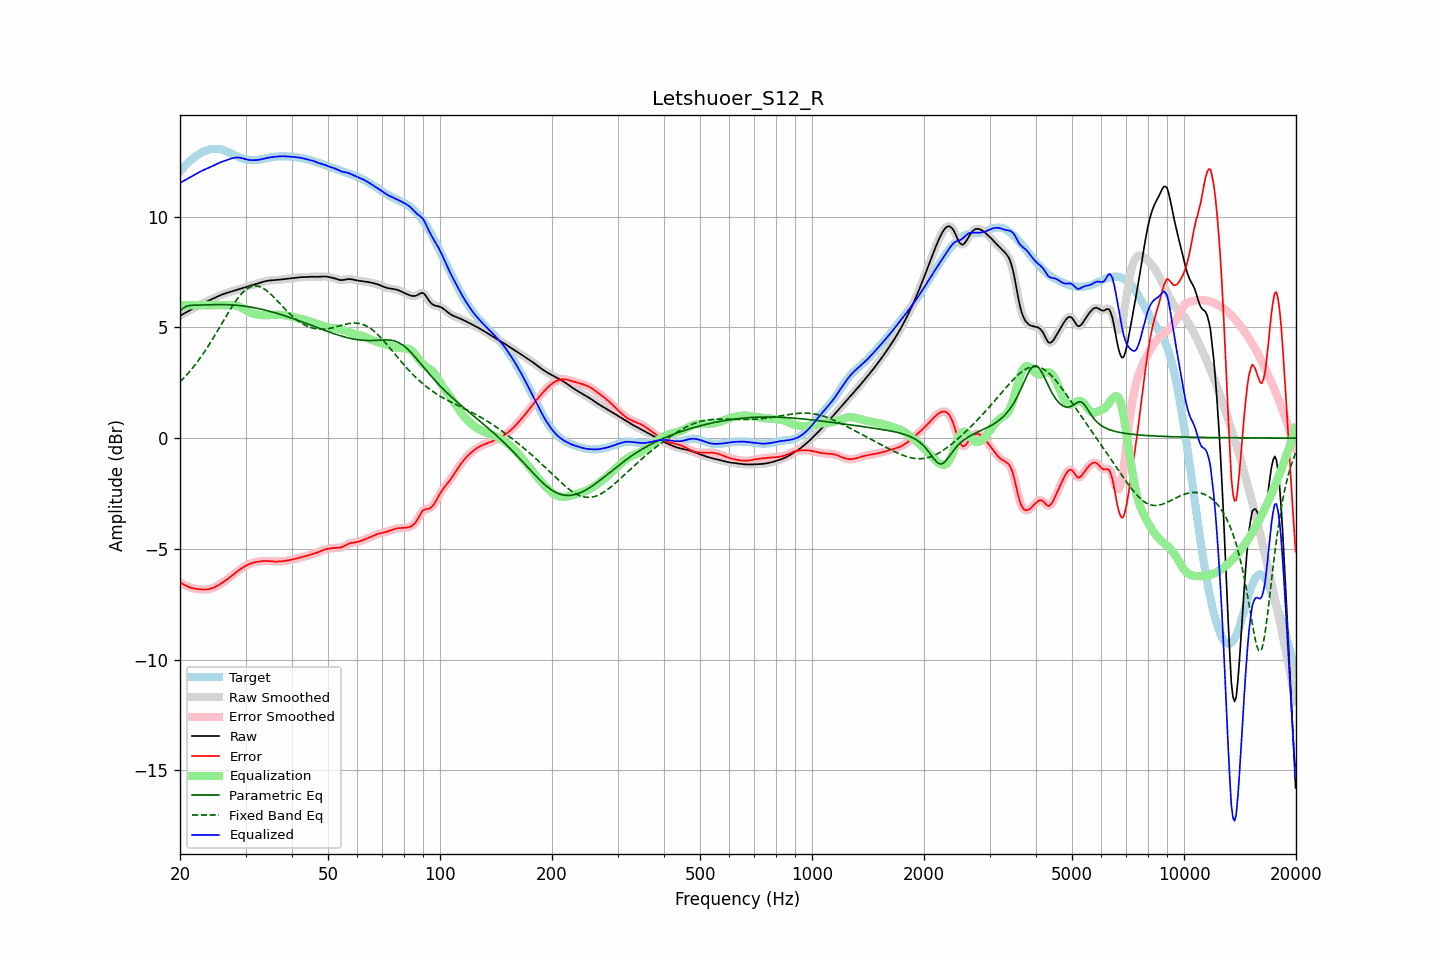 Letshuoer_S12_R
Amplitude (dBr)
10
5
0
−5
−10
−15
Target
Raw Smoothed
Error Smoothed
Raw
Error
Equalization
Parametric Eq
Fixed Band Eq
Equalized
20 50 100 200 500 1000 2000 5000 10000 20000
Frequency (Hz)